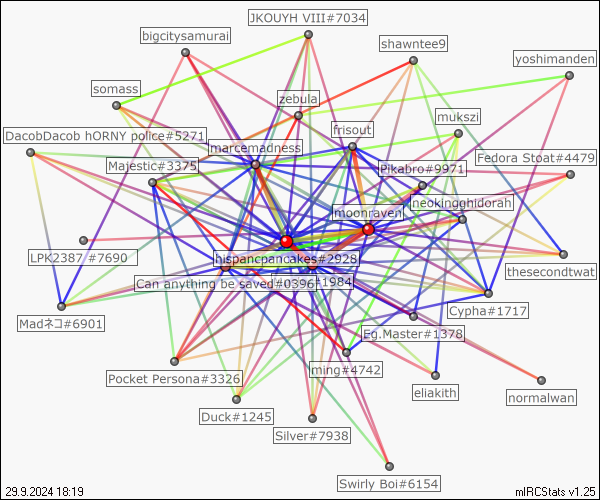 JKOUYH VIII#7034
bigcitysamurai
shawntee9
yoshimanden
somass
zebula
mukszi
frisout
DacobDacob hORNY police#5271
marcemadness
Fedora Stoat#4479
Majestic#3375
Pikabro#9971
neokingghidorah
moonraven
LPK2387 #7690
hispancpancakes#2928
thesecondtwat
Can anything be saved#0396
#1984
Cypha#1717
Madネコ#6901
Eg.Master#1378
ming#4742
Pocket Persona#3326
eliakith
normalwan
Duck#1245
Silver#7938
Swirly Boi#6154
29.9.2024 18:19
mIRCStats v1.25